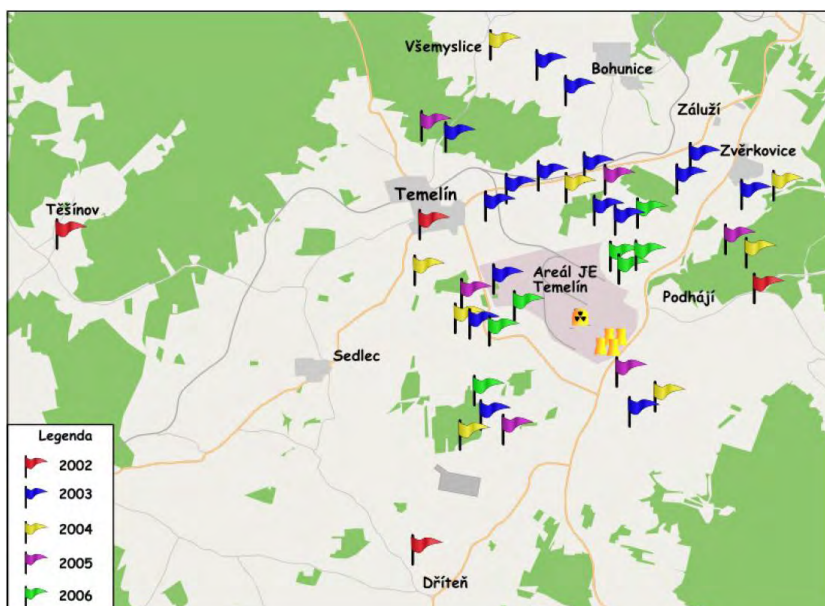 Všemyslice
Bohunice
Záluží
Zvěrkovice
Temelín
Těšínov
Areál JE
Temelín
Podhájí
Sedlec
Legenda
2002
2003
2004
2005
2006
Dříteň